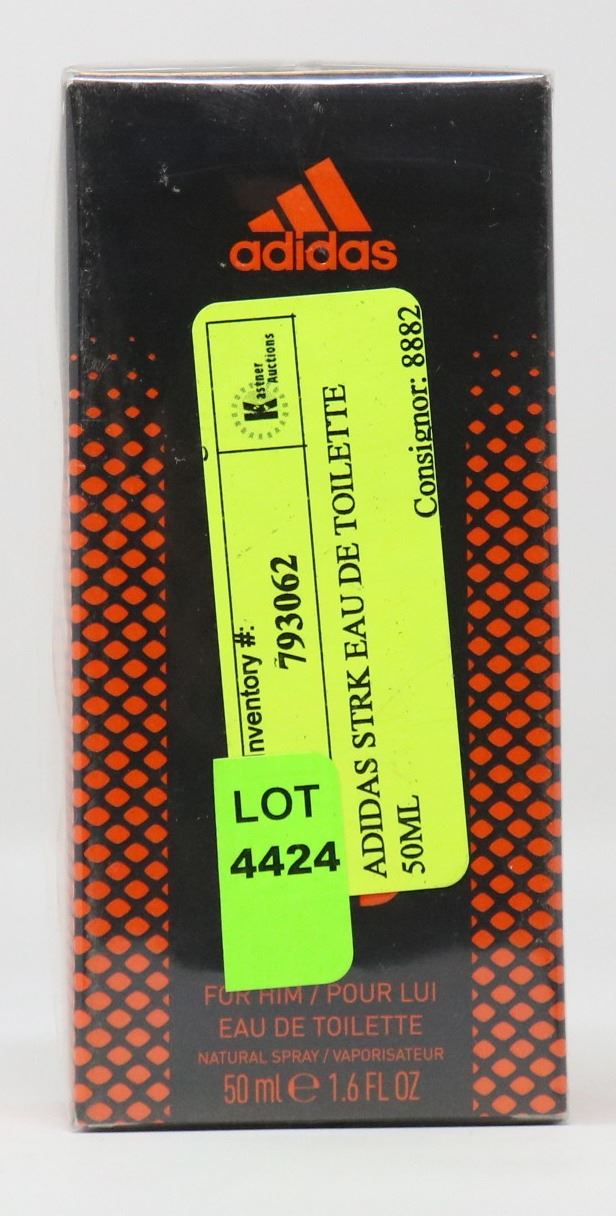 adidas
Kastner
Auctions
nventory #:
793062
ADIDAS STRK EAU DE TOILETTE
50ML
Consignor: 8882
LOT
4424
FOR HIM / POUR LUI
EAU DE TOILETTE
NATURAL SPRAY / VAPORISATEUR
50 ml e 1.6 FL OZ